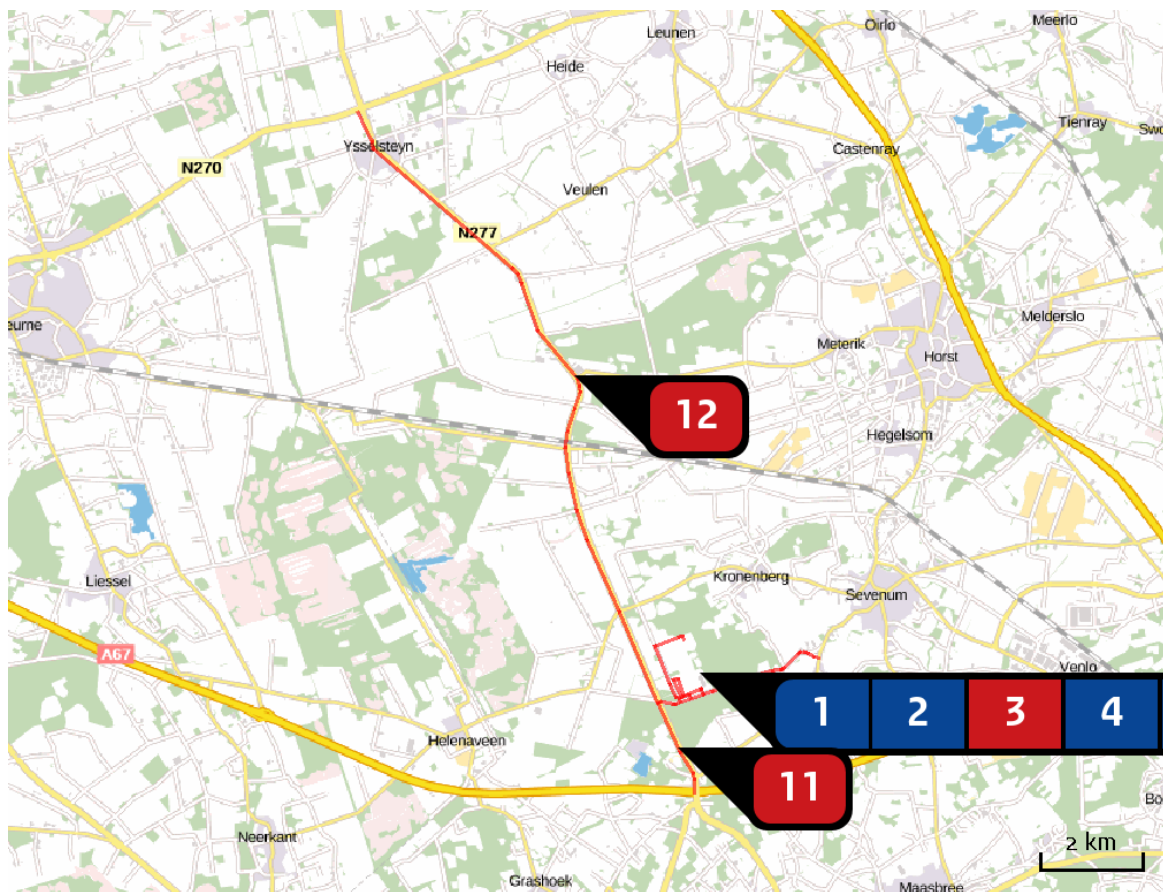 Oirlo
Meerlo
Leunen
Heide
Tienray
Ysselsteyn
Castenray
N270
Veulen
N277
Melderslo
eurne
Meterik
Horst
12
Hegelsom
Liessel
Kronenberg
Sevenum
A67
Venlo
1 2 3 4
Helenaveen
11
Bo
Neerkant
2 km
Grashoek
Maasbree
Swo